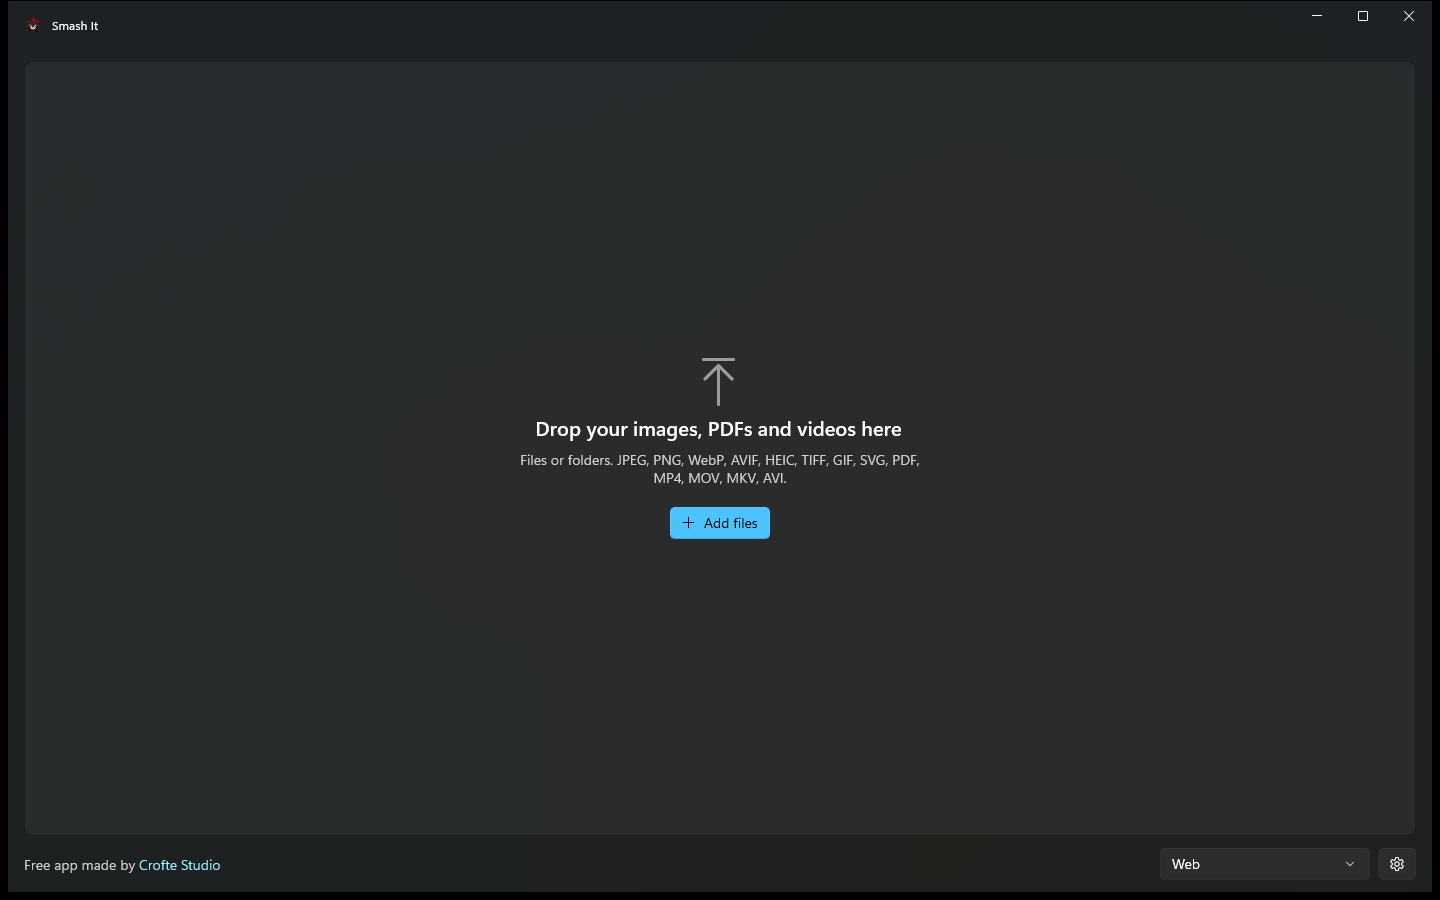 Smash It
Drop your images, PDFs and videos here
Files or folders. JPEG, PNG, WebP, AVIF, HEIC, TIFF, GIF, SVG, PDF,
MP4, MOV, MKV, AVI.
Add files
Free app made by Crofte Studio
Web